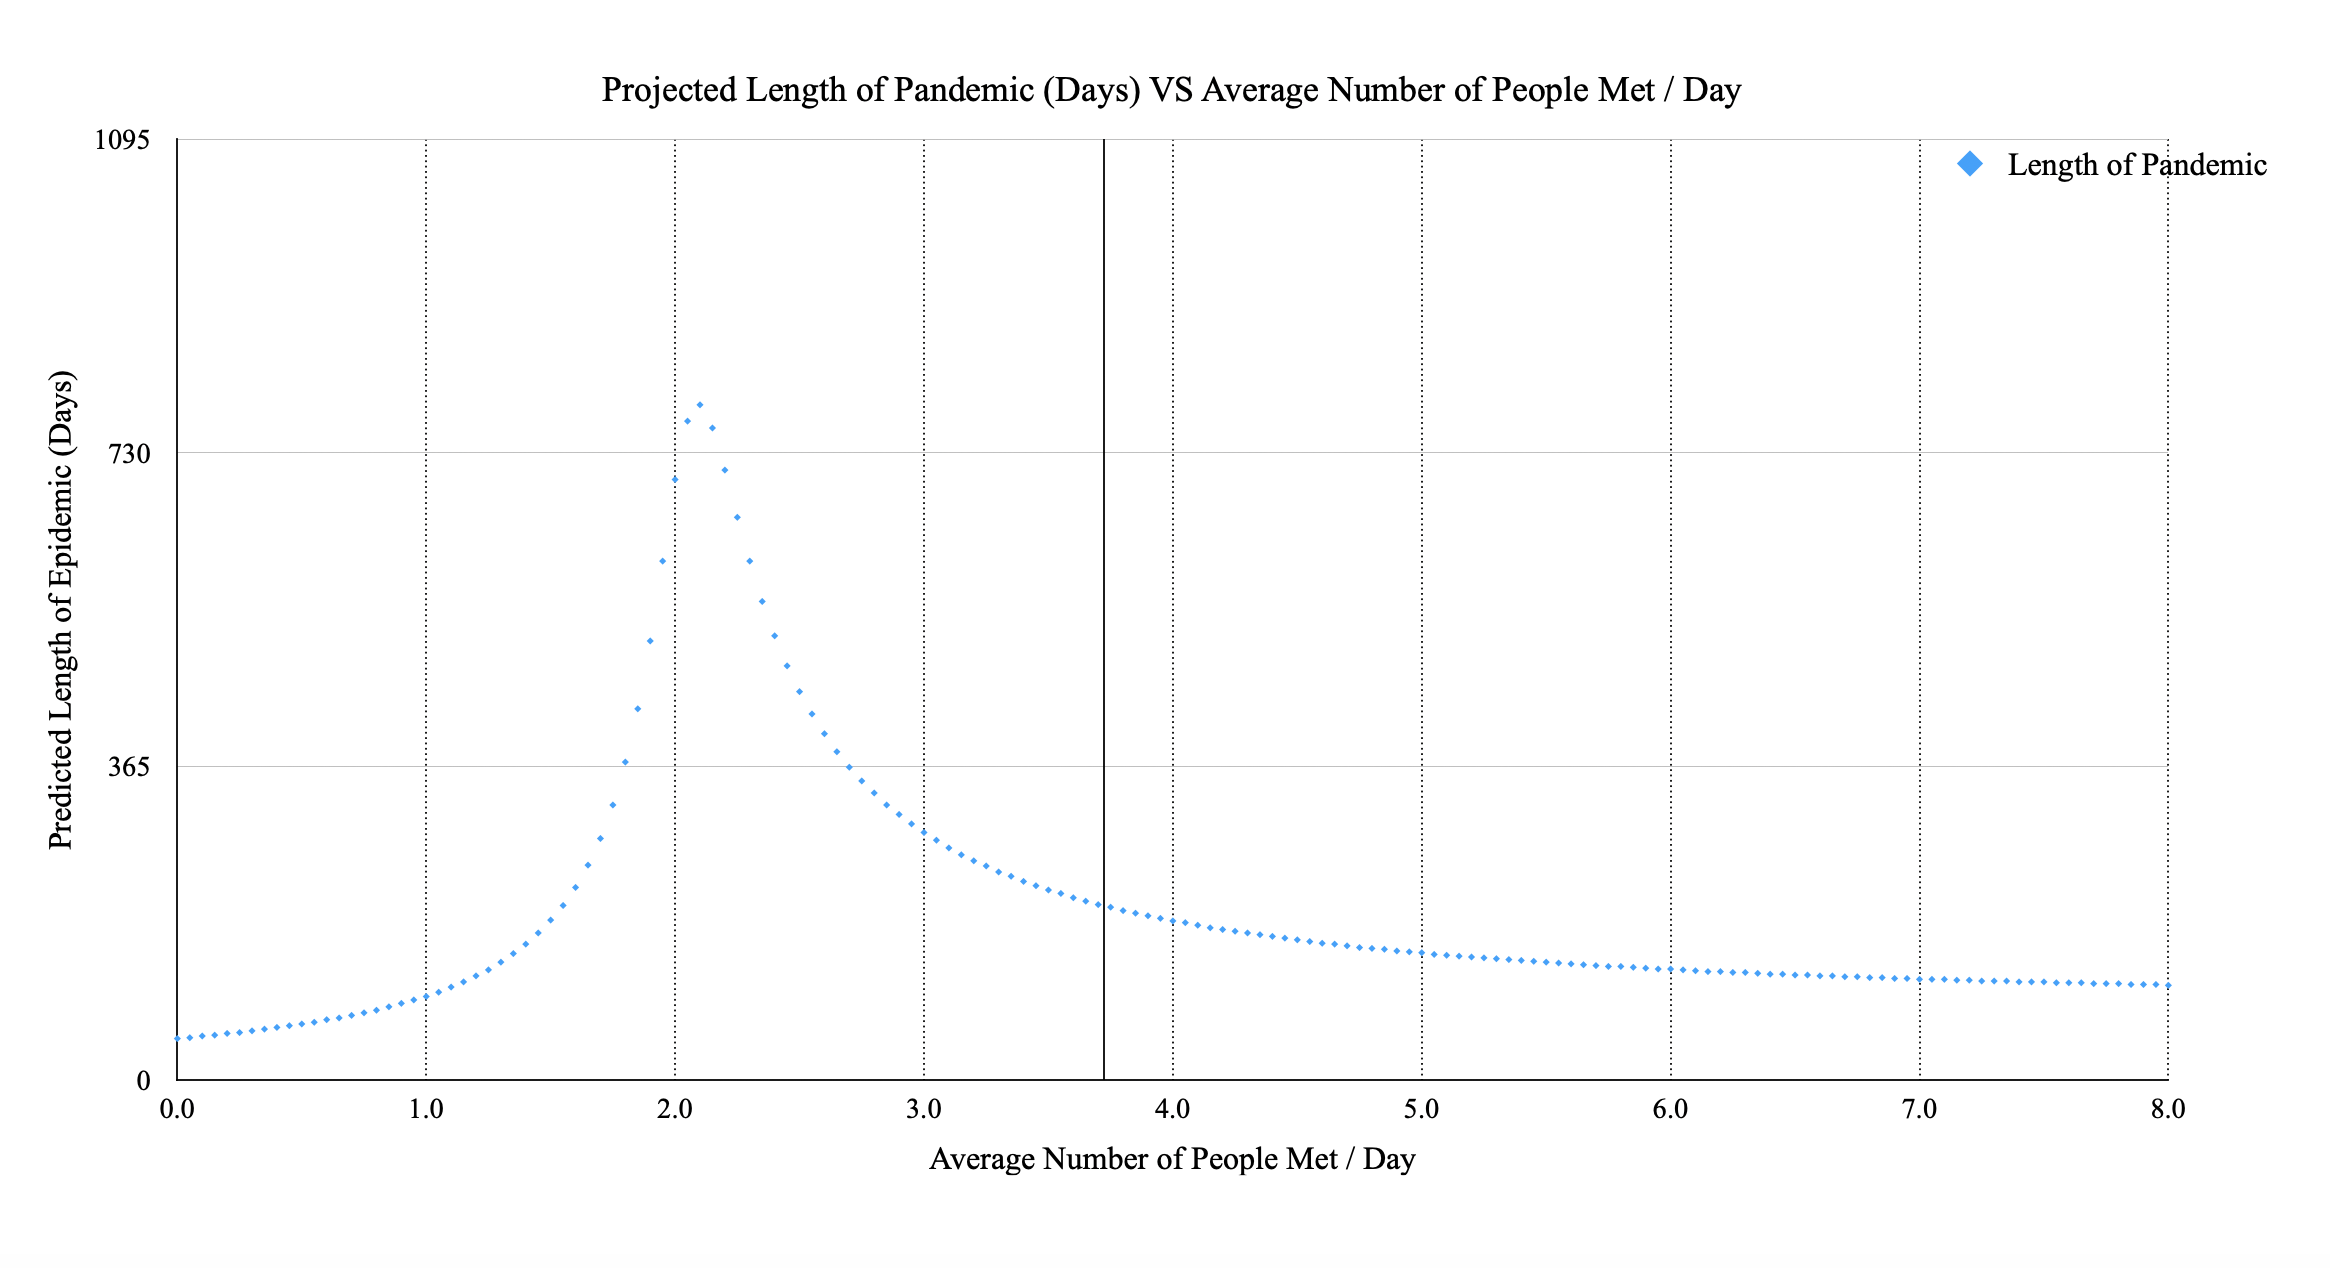 Projected Length of Pandemic (Days) VS Average Number of People Met / Day
1095
Length of Pandemic
730
365
0
Predicted Length of Epidemic (Days)
0.0 1.0 2.0 3.0 4.0 5.0 6.0 7.0 8.0
Average Number of People Met / Day